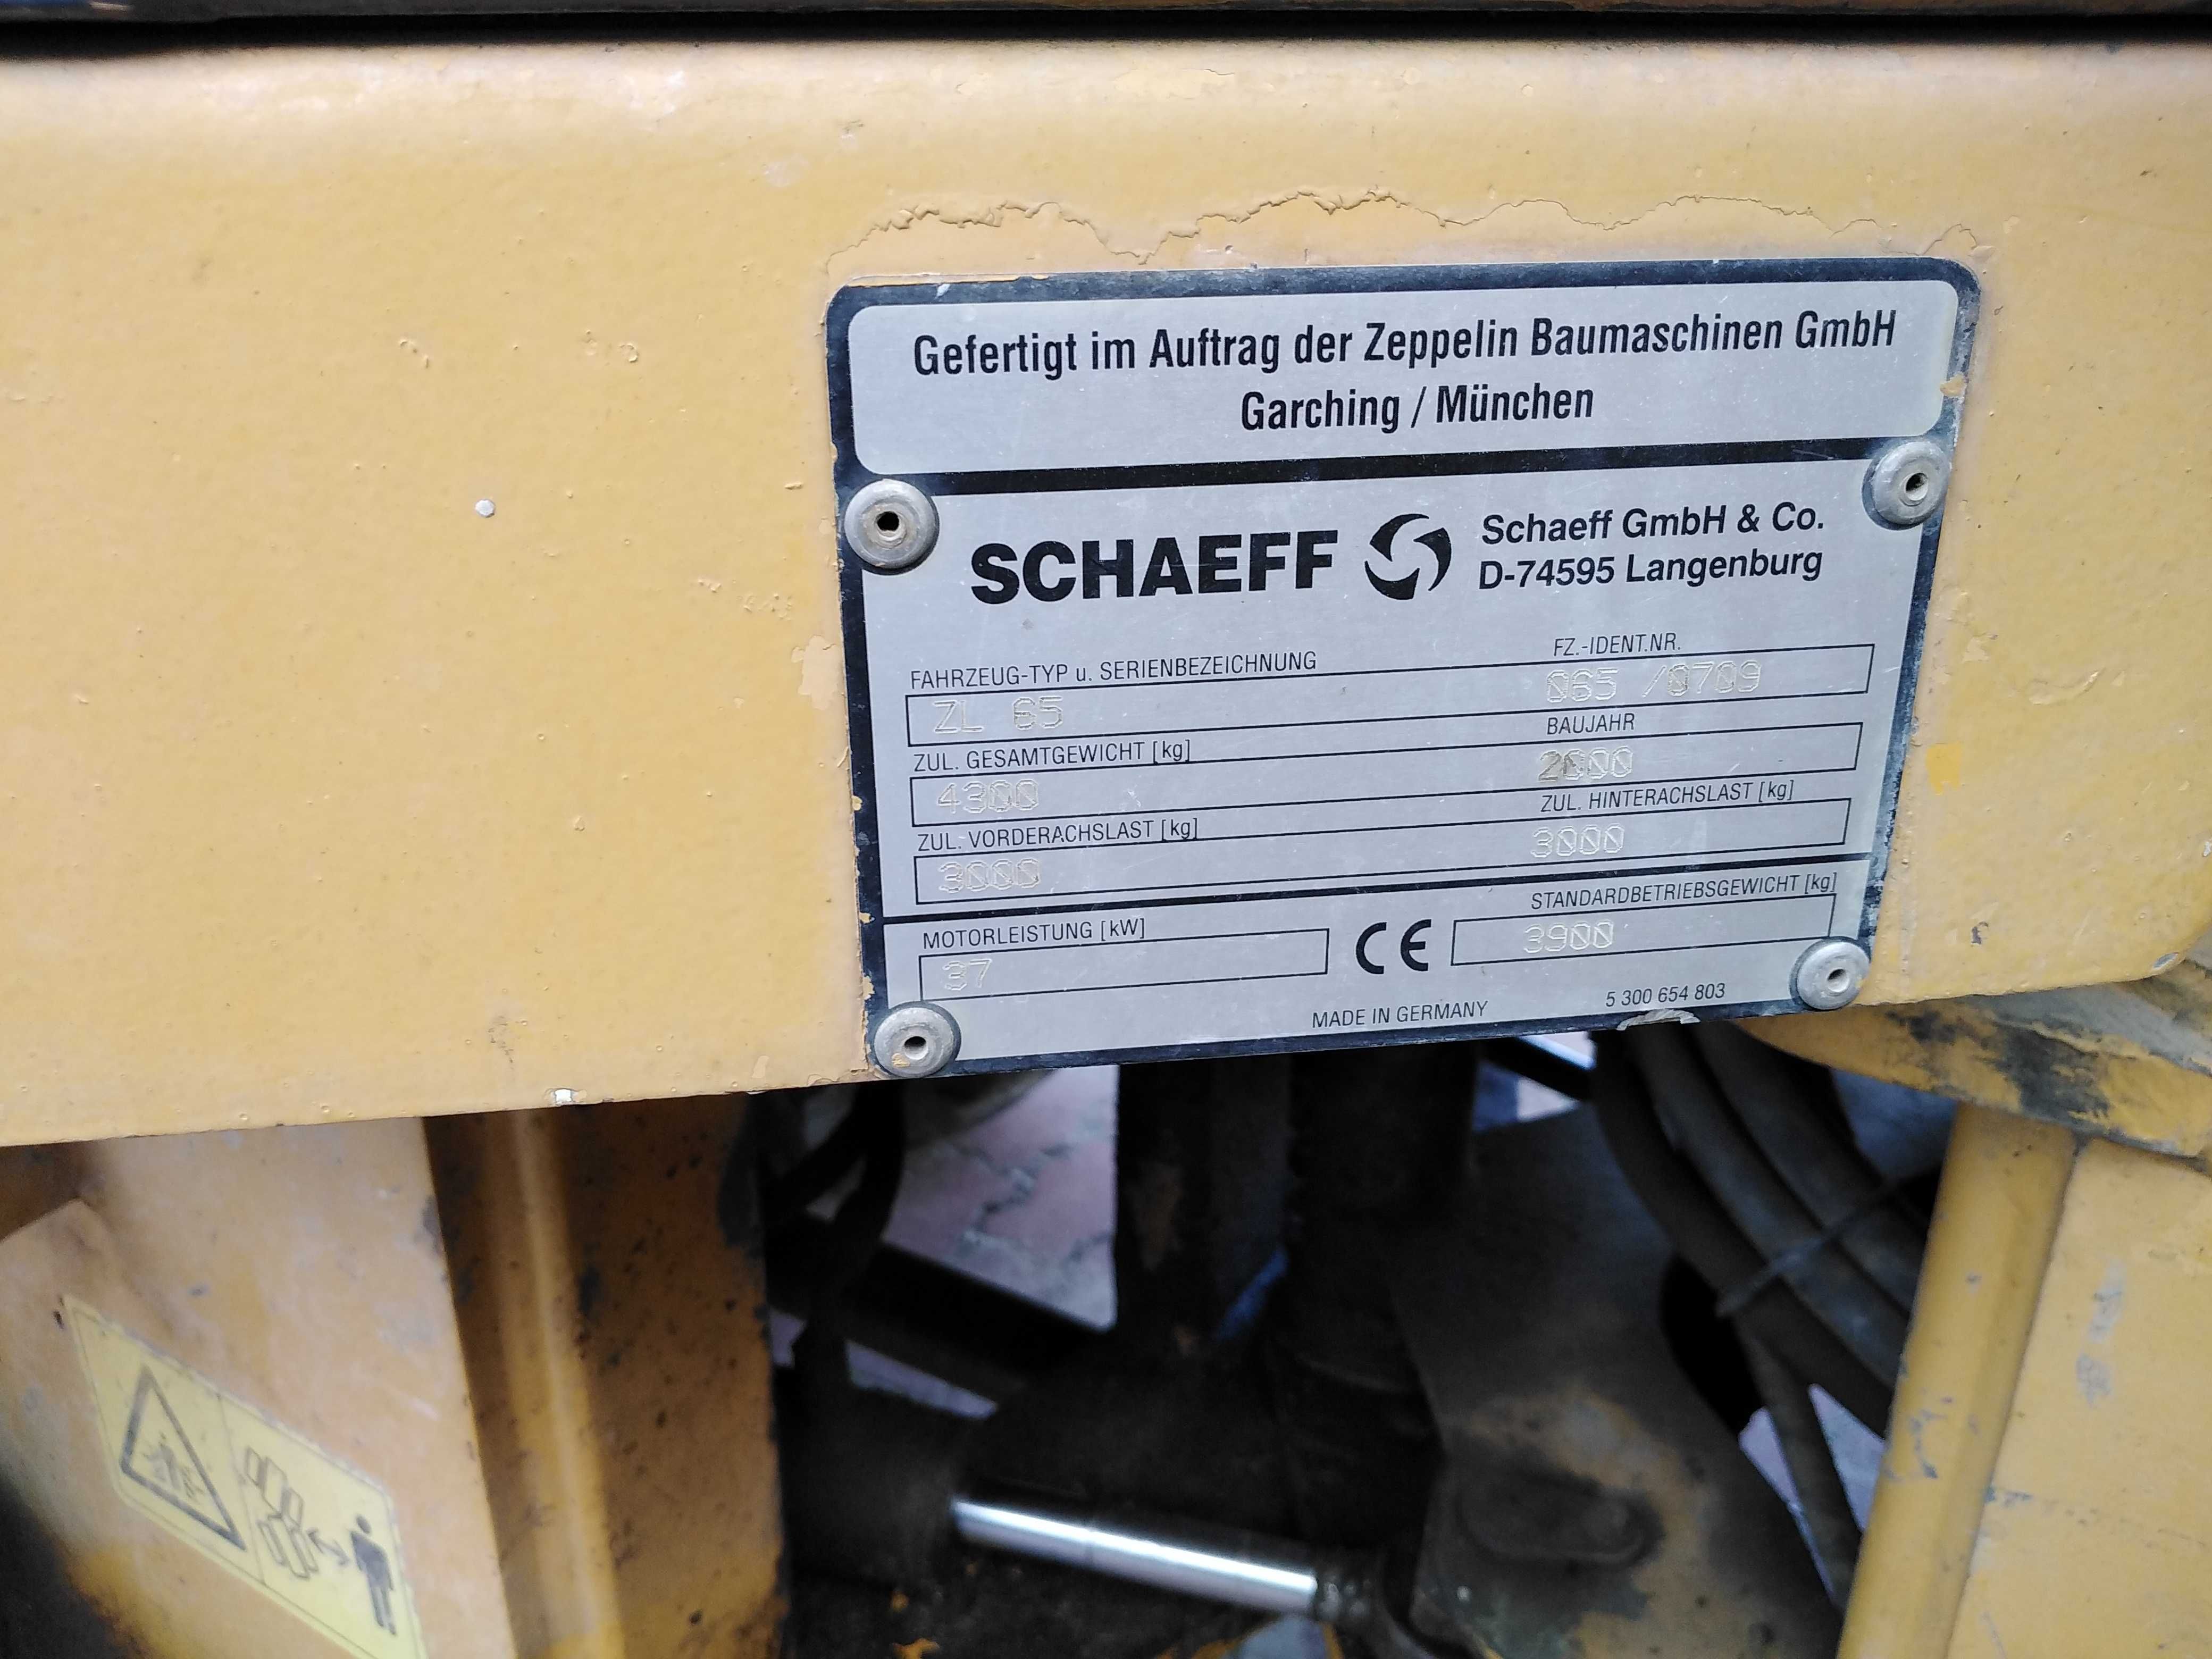 Gefertigt im Auftrag der Zeppelin Baumaschinen GmbH
Garching / München
SCHAEFF
Schaeff GmbH & Co.
D-74595 Langenburg
FAHRZEUG-TYP u. SERIENBEZEICHNUNG FZ.-IDENT.NR.
ZL 65 065 /0709
ZUL. GESAMTGEWICHT [kg] BAUJAHR
4300 2000
ZUL. VORDERACHSLAST [kg] ZUL. HINTERACHSLAST [kg]
3000 3000
MOTORLEISTUNG [kW] STANDARDBETRIEBSGEWICHT [kg]
37 CE 3900
MADE IN GERMANY 5 300 654 803